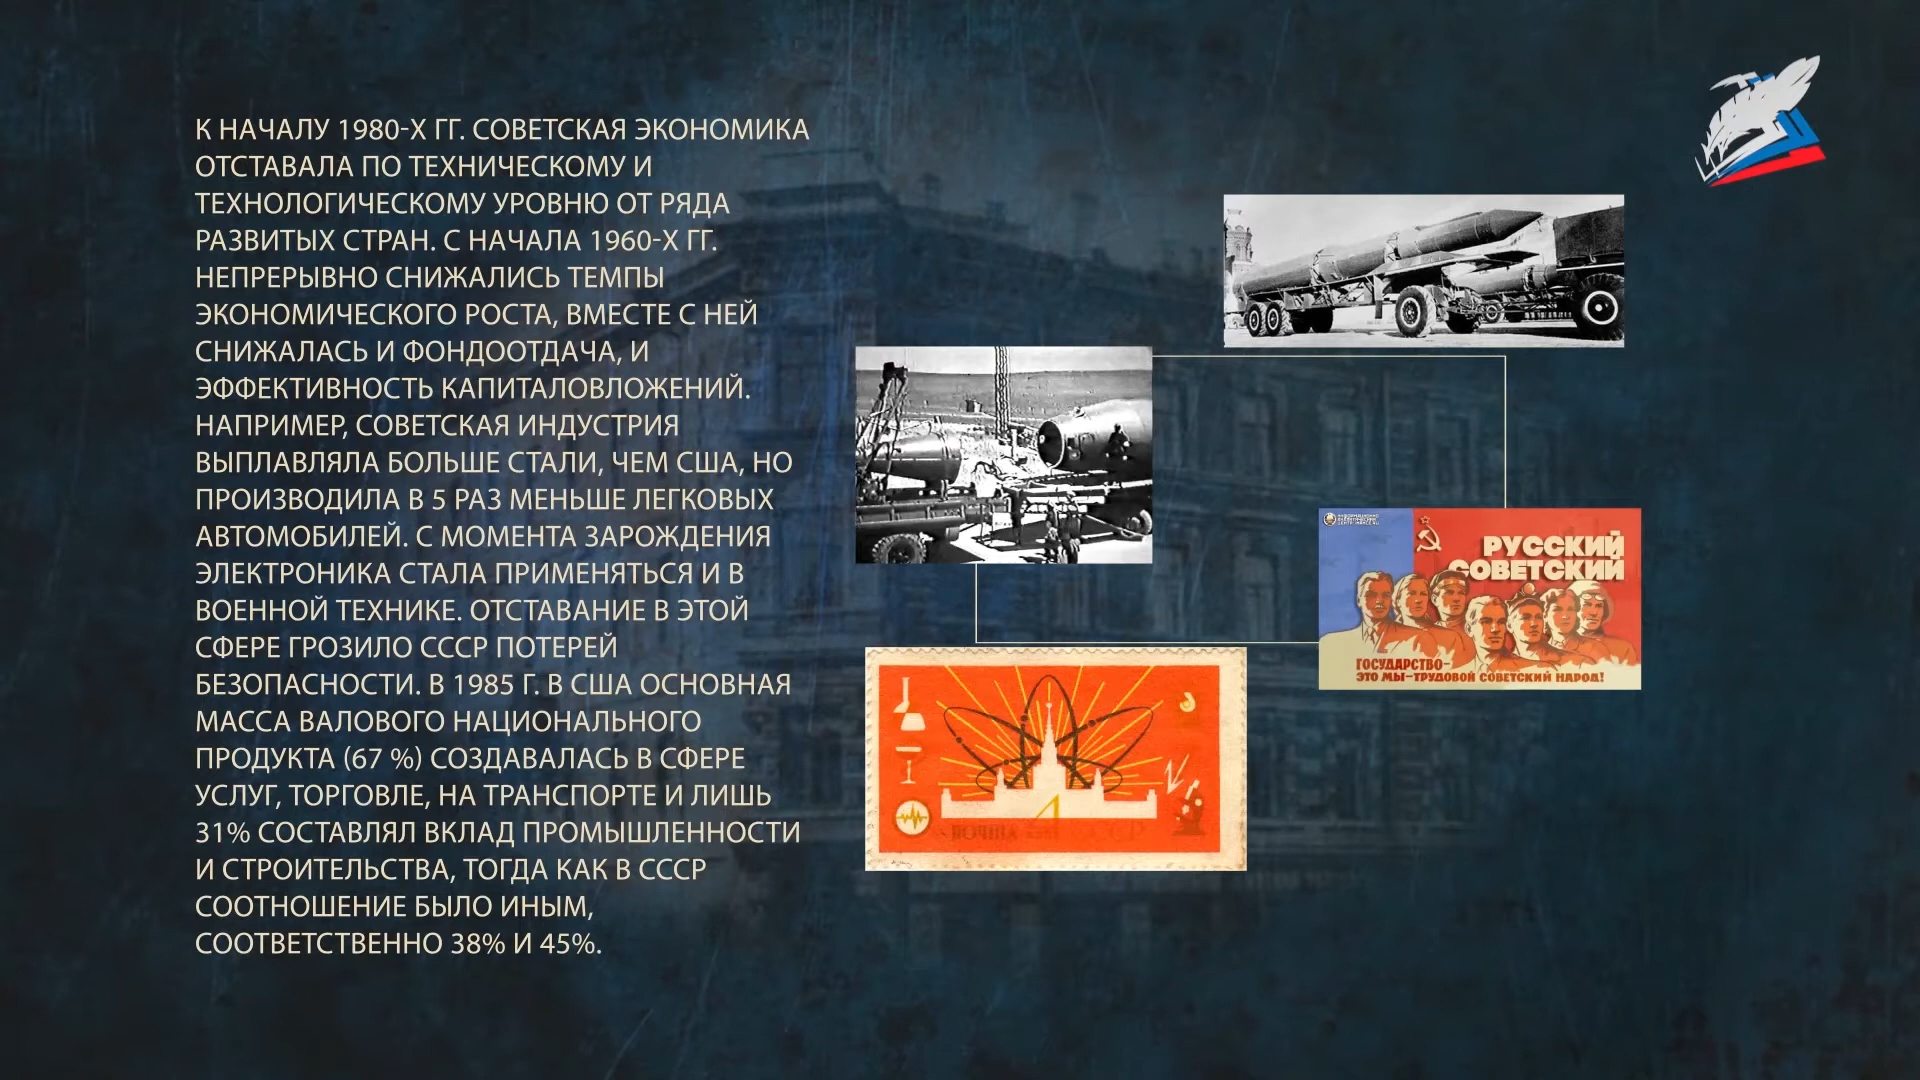 К НАЧАЛУ 1980-Х ГГ. СОВЕТСКАЯ ЭКОНОМИКА
ОТСТАВАЛА ПО ТЕХНИЧЕСКОМУ И
ТЕХНОЛОГИЧЕСКОМУ УРОВНЮ ОТ РЯДА
РАЗВИТЫХ СТРАН. С НАЧАЛА 1960-Х ГГ.
НЕПРЕРЫВНО СНИЖАЛИСЬ ТЕМПЫ
ЭКОНОМИЧЕСКОГО РОСТА, ВМЕСТЕ С НЕЙ
СНИЖАЛАСЬ И ФОНДООТДАЧА, И
ЭФФЕКТИВНОСТЬ КАПИТАЛОВЛОЖЕНИЙ.
НАПРИМЕР, СОВЕТСКАЯ ИНДУСТРИЯ
ВЫПЛАВЛЯЛА БОЛЬШЕ СТАЛИ, ЧЕМ США, НО
ПРОИЗВОДИЛА В 5 РАЗ МЕНЬШЕ ЛЕГКОВЫХ
АВТОМОБИЛЕЙ. С МОМЕНТА ЗАРОЖДЕНИЯ
ЭЛЕКТРОНИКА СТАЛА ПРИМЕНЯТЬСЯ И В
ВОЕННОЙ ТЕХНИКЕ. ОТСТАВАНИЕ В ЭТОЙ
СФЕРЕ ГРОЗИЛО СССР ПОТЕРЕЙ
БЕЗОПАСНОСТИ. В 1985 Г. В США ОСНОВНАЯ
МАССА ВАЛОВОГО НАЦИОНАЛЬНОГО
ПРОДУКТА (67 %) СОЗДАВАЛАСЬ В СФЕРЕ
УСЛУГ, ТОРГОВЛЕ, НА ТРАНСПОРТЕ И ЛИШЬ
31% СОСТАВЛЯЛ ВКЛАД ПРОМЫШЛЕННОСТИ
И СТРОИТЕЛЬСТВА, ТОГДА КАК В СССР
СООТНОШЕНИЕ БЫЛО ИНЫМ,
СООТВЕТСТВЕННО 38% И 45%.
РУССКИЙ
СОВЕТСКИЙ
ГОСУДАРСТВО-
ЭТО МЫ-ТРУДОВОЙ СОВЕТСКИЙ НАРОД!
4
ПОЧТА СССР